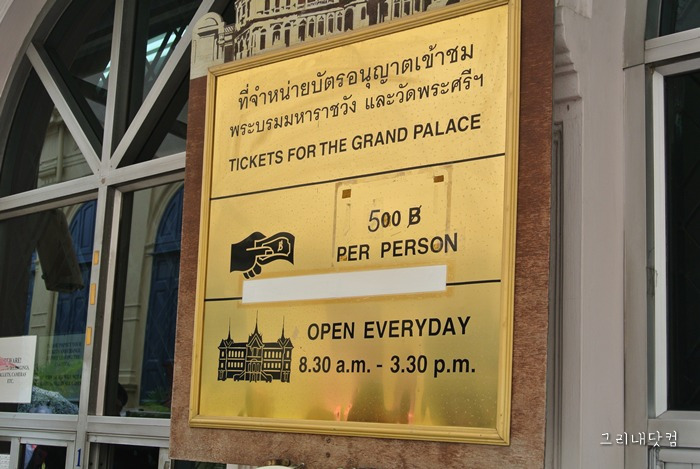 ที่จำหน่ายบัตรอนุญาตเข้าชม
พระบรมมหาราชวัง และวัดพระศรีฯ
TICKETS FOR THE GRAND PALACE
500 ฿
PER PERSON
OPEN EVERYDAY
8.30 a.m. - 3.30 p.m.
1
그리내닷컴